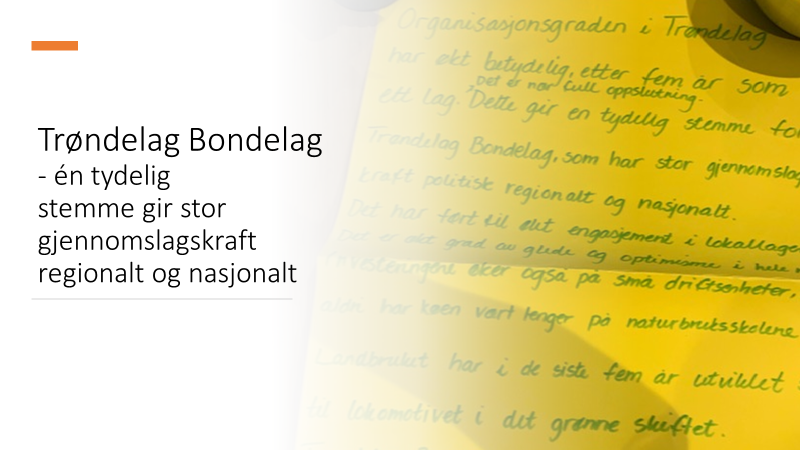 Trøndelag Bondelag
- én tydelig
stemme gir stor
gjennomslagskraft
regionalt og nasjonalt
Organisasjonsgraden i Trøndelag
har økt betydelig, etter fem år som
, Det er nær full oppslutning.
ett lag. Dette gir en tydelig stemme for
Trøndelag Bondelag, som har stor gjennomslag
kraft politisk regionalt og nasjonalt.
Det har ført til økt engasjement i lokallage
Det er økt grad av glede og optimisme i hele
Investeringene øker også på små driftsenheter,
aldri har køen vært lenger på naturbruksskolene
Landbruket har i de siste fem år utviklet
til lokomotivet i det grønne skiftet.